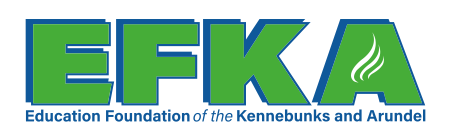 EFKA
Education Foundation of the Kennebunks and Arundel